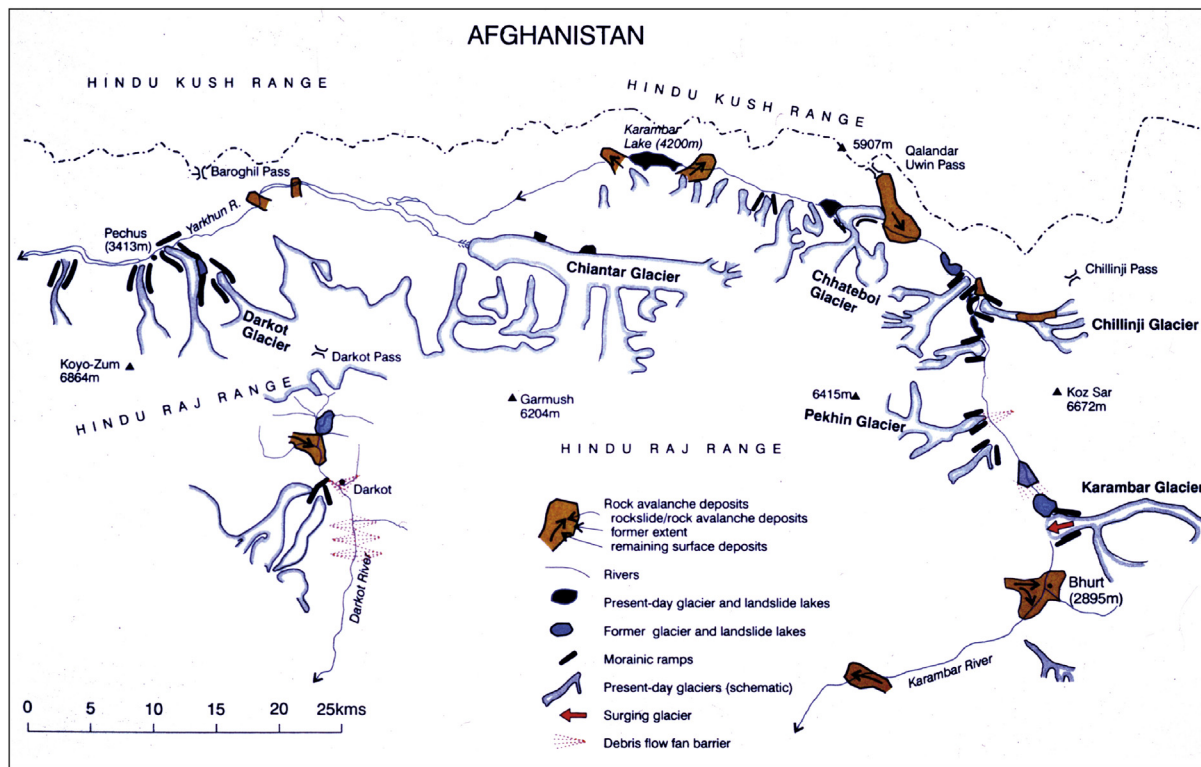 AFGHANISTAN
HINDU KUSH RANGE
HINDU KUSH RANGE
Karambar
Lake (4200m)
5907m
Qalandar
Uwin Pass
Baroghil Pass
Yarkhun R.
Pechus
(3413m)
Chiantar Glacier
Chhateboi
Glacier
Chillinji Pass
Chillinji Glacier
Darkot
Glacier
Koyo-Zum
6864m
Darkot Pass
HINDU RAJ RANGE
Garmush
6204m
6415m
Koz Sar
6672m
Pekhin Glacier
HINDU RAJ RANGE
Darkot
Karambar Glacier
Rock avalanche deposits
rockslide/rock avalanche deposits
former extent
remaining surface deposits
Rivers
Present-day glacier and landslide lakes
Former glacier and landslide lakes
Morainic ramps
Present-day glaciers (schematic)
Surging glacier
Debris flow fan barrier
Darkot River
Bhurt
(2895m)
Karambar River
0 5 10 15 20 25kms